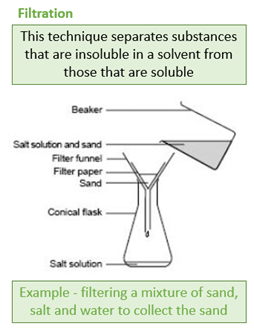 Filtration
This technique separates substances
that are insoluble in a solvent from
those that are soluble
Beaker
Salt solution and sand
Filter funnel
Filter paper
Sand
Conical flask
Salt solution
Example - filtering a mixture of sand,
salt and water to collect the sand